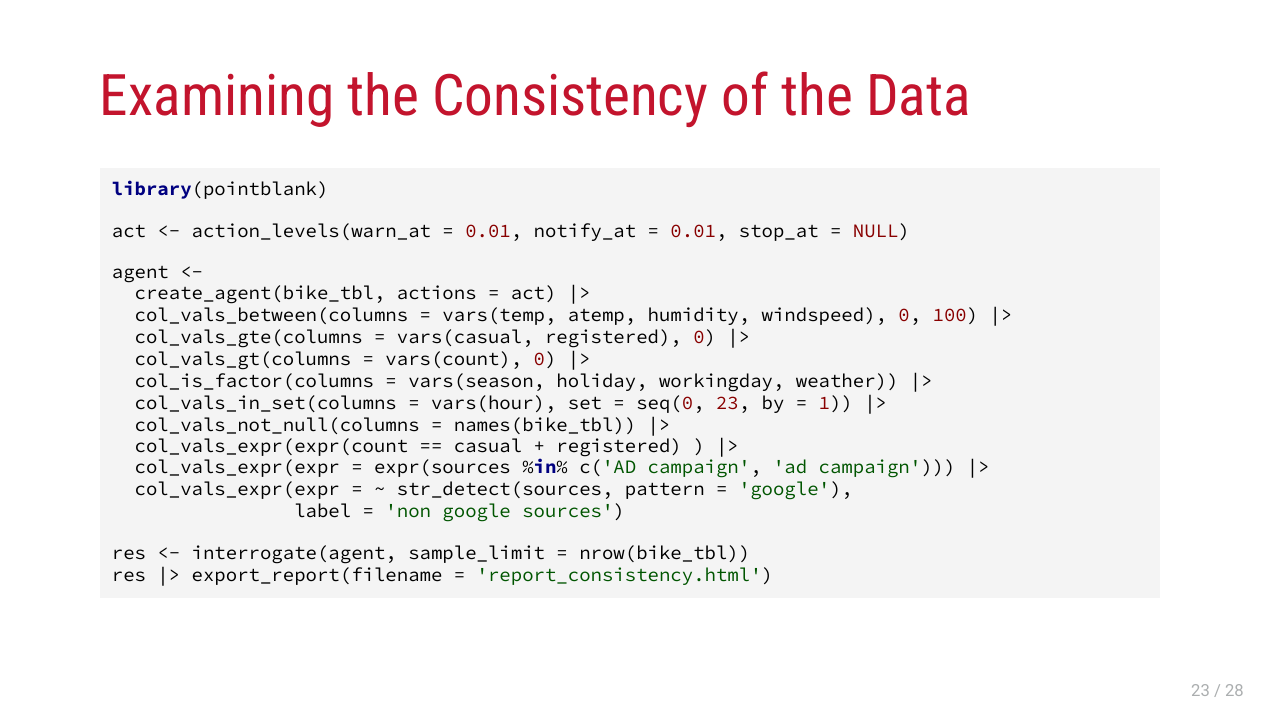 Examining the Consistency of the Data
library(pointblank)
act <- action_levels(warn_at = 0.01, notify_at = 0.01, stop_at = NULL)
agent <-
  create_agent(bike_tbl, actions = act) |>
  col_vals_between(columns = vars(temp, atemp, humidity, windspeed), 0, 100) |>
  col_vals_gte(columns = vars(casual, registered), 0) |>
  col_vals_gt(columns = vars(count), 0) |>
  col_is_factor(columns = vars(season, holiday, workingday, weather)) |>
  col_vals_in_set(columns = vars(hour), set = seq(0, 23, by = 1)) |>
  col_vals_not_null(columns = names(bike_tbl)) |>
  col_vals_expr(expr(count == casual + registered) ) |>
  col_vals_expr(expr = expr(sources %in% c('AD campaign', 'ad campaign'))) |>
  col_vals_expr(expr = ~ str_detect(sources, pattern = 'google'),
                label = 'non google sources')
res <- interrogate(agent, sample_limit = nrow(bike_tbl))
res |> export_report(filename = 'report_consistency.html')
23 / 28